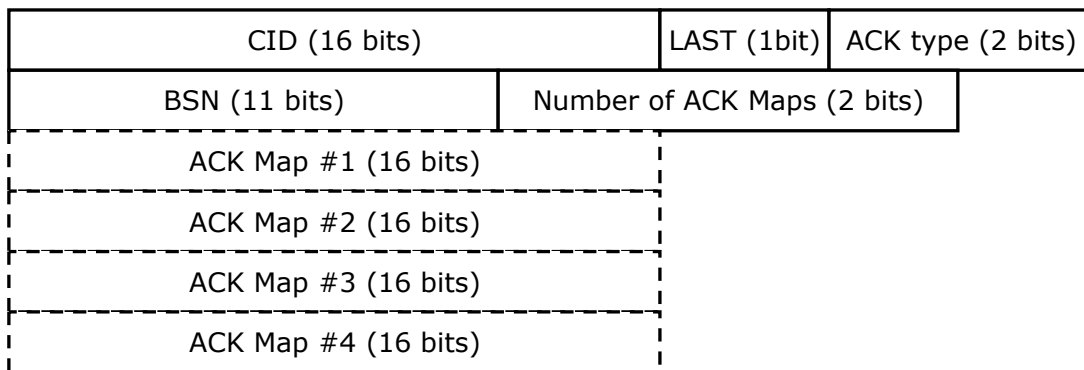 CID (16 bits) LAST (1bit) ACK type (2 bits)
BSN (11 bits) Number of ACK Maps (2 bits)
ACK Map #1 (16 bits)
ACK Map #2 (16 bits)
ACK Map #3 (16 bits)
ACK Map #4 (16 bits)